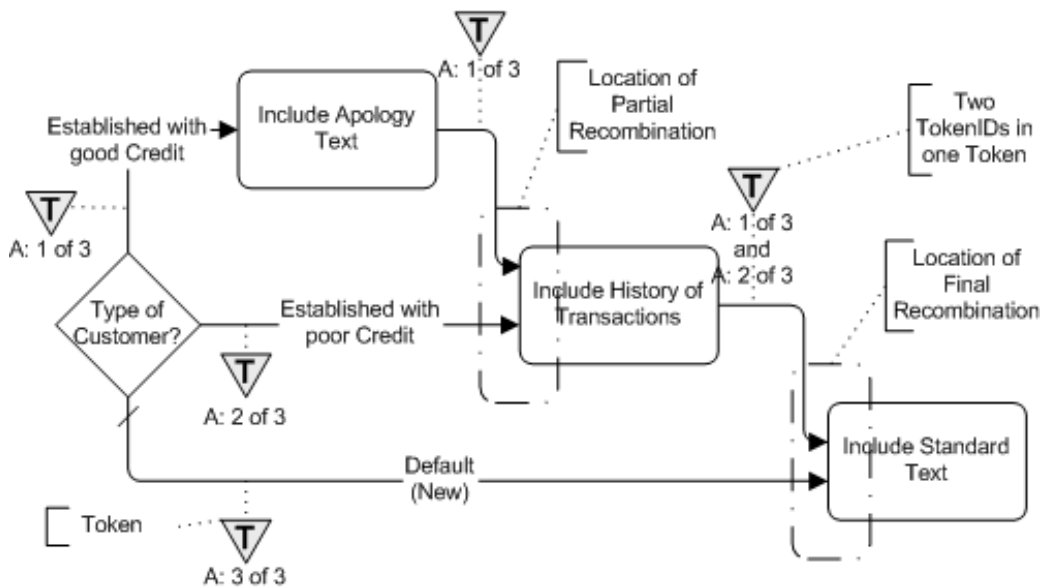 T
A: 1 of 3
Location of
Partial
Recombination
Two
TokenIDs in
one Token
Include Apology
Text
Established with
good Credit
T
A: 1 of 3
T
A: 1 of 3
and
A: 2 of 3
Location of
Final
Recombination
Type of
Customer?
Established with
poor Credit
Include History of
Transactions
T
A: 2 of 3
Include Standard
Text
Default
(New)
Token
T
A: 3 of 3